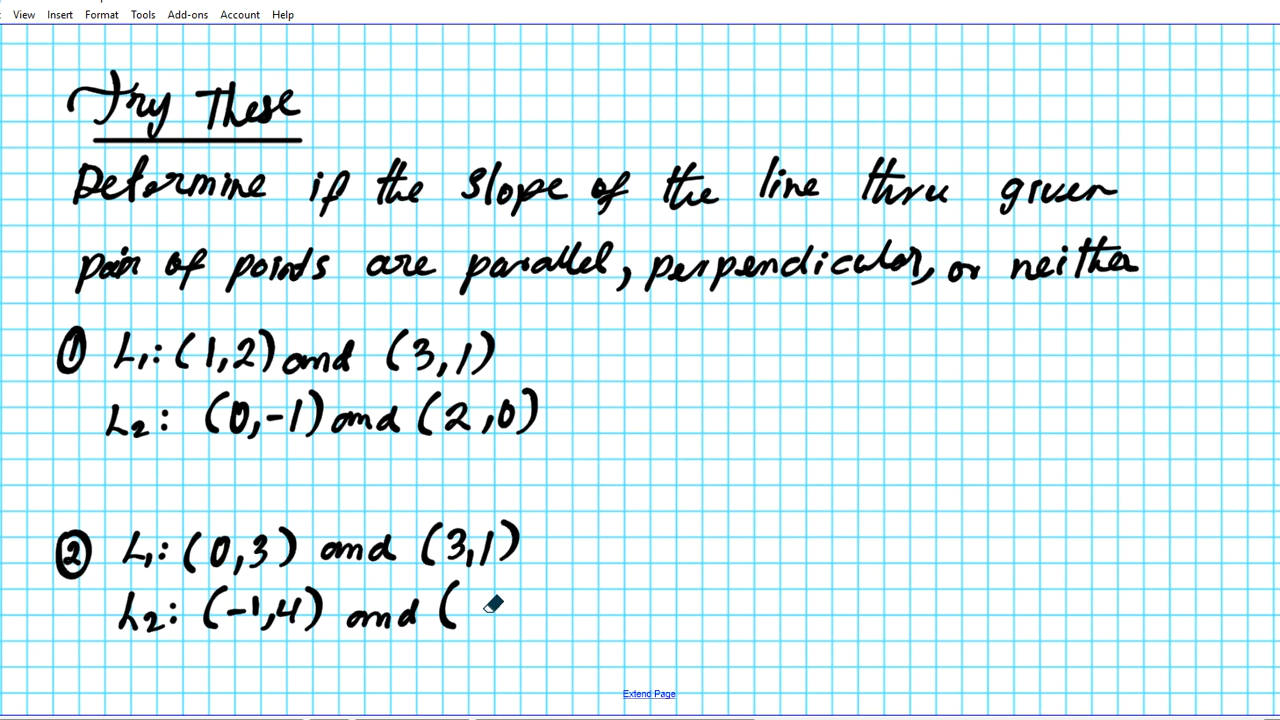 View Insert Format Tools Add-ons Account Help
Try These
Determine if the slope of the line thru given
pair of points are parallel, perpendicular, or neither
① L₁: (1,2) and (3,1)
L₂: (0,-1) and (2,0)
② L₁: (0,3) and (3,1)
L₂: (-1,4) and (
Extend Page